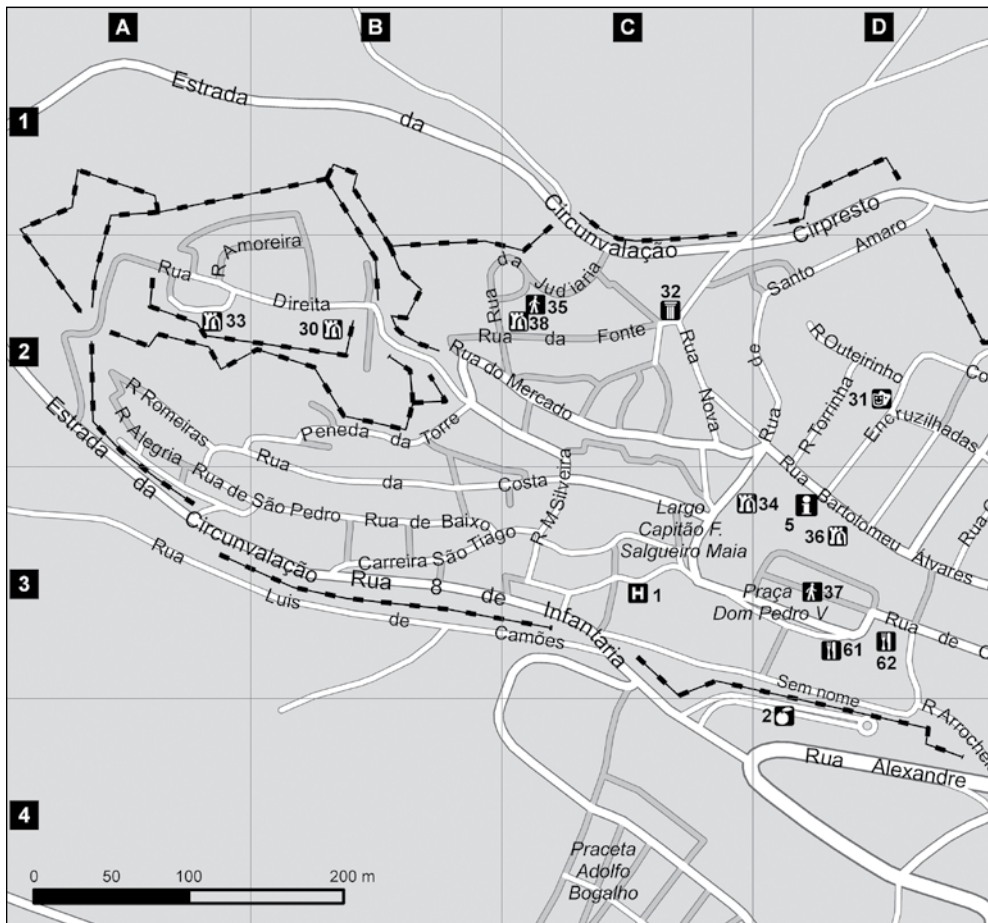 A
B
C
D
1
2
3
4
Estrada da Circunvalação
Cirpresto
Santo Amaro
R Amoreira
Rua Direita
Rua da Judiaria
35
38
32
33
30
Rua da Fonte
Rua do Mercado
Rua Nova
Rua de
R Outeirinho
R Torrinha
31
Encruzilhadas
Co
R Romeiras
R Alegria
Peneda da Torre
Rua da Costa
Estrada da Circunvalação
Rua de São Pedro
Rua de Baixo
Carreira São Tiago
R M Silveira
Largo
Capitão F.
Salgueiro Maia
34
5
36
Rua Bartolomeu Álvares
Rua C
Rua 8 de Infantaria
Rua Luis de Camões
H
1
Praça
Dom Pedro V
37
Rua de C
61
62
Sem nome
2
R Arroche
Rua Alexandre
Praceta
Adolfo
Bogalho
0 50 100 200 m